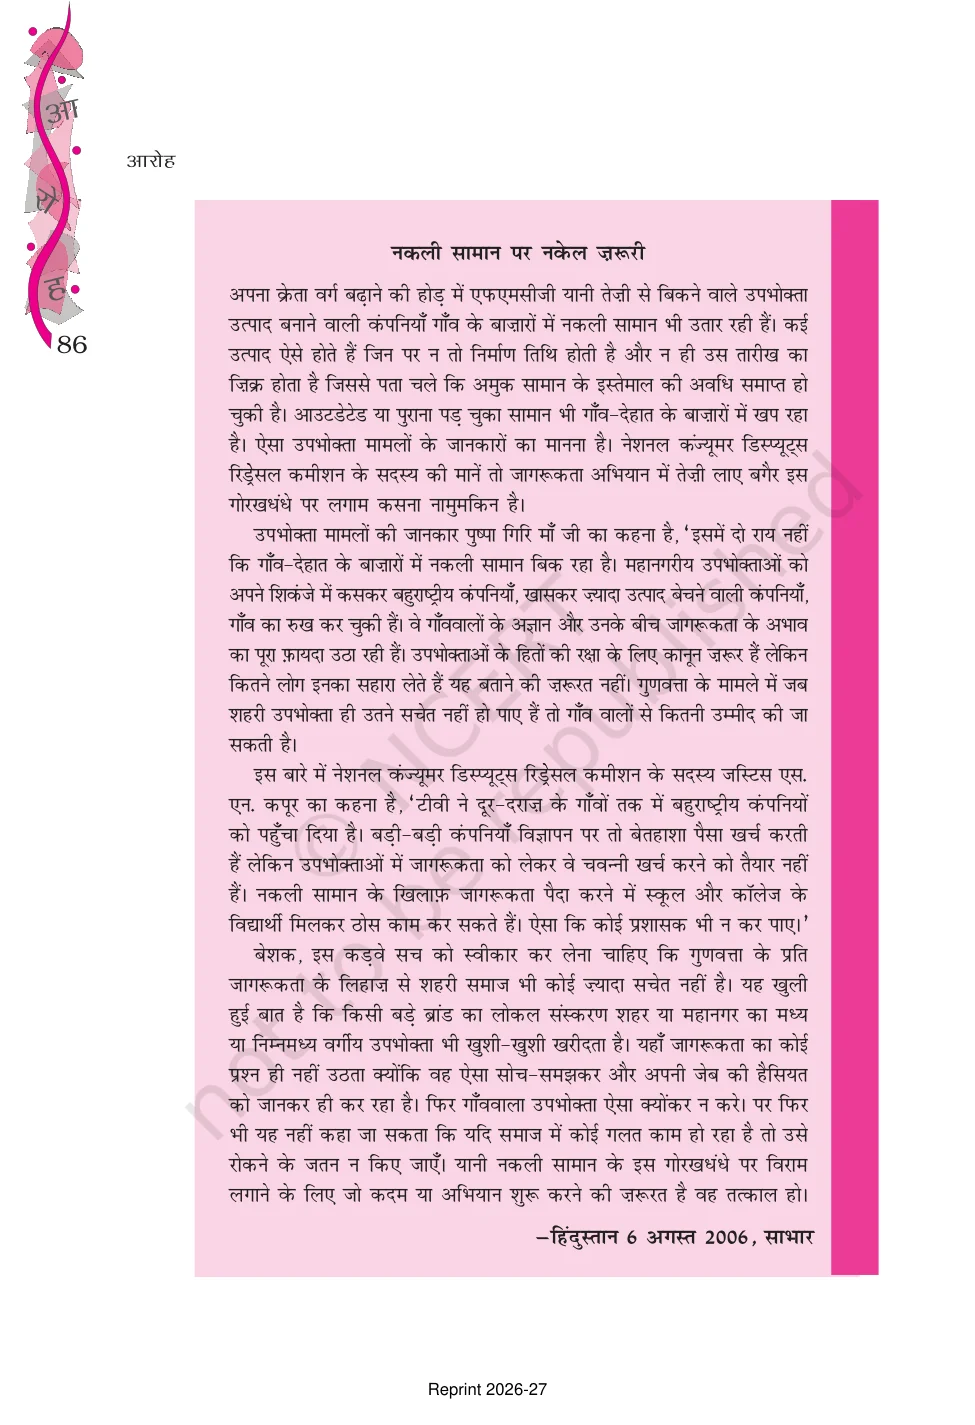 आ
रो
ह
आरोह
86
नकली सामान पर नकेल ज़रूरी
अपना क्रेता वर्ग बढ़ाने की होड़ में एफएमसीजी यानी तेज़ी से बिकने वाले उपभोक्ता
उत्पाद बनाने वाली कंपनियाँ गाँव के बाज़ारों में नकली सामान भी उतार रही हैं। कई
उत्पाद ऐसे होते हैं जिन पर न तो निर्माण तिथि होती है और न ही उस तारीख का
ज़िक्र होता है जिससे पता चले कि अमुक सामान के इस्तेमाल की अवधि समाप्त हो
चुकी है। आउटडेटेड या पुराना पड़ चुका सामान भी गाँव-देहात के बाज़ारों में खप रहा
है। ऐसा उपभोक्ता मामलों के जानकारों का मानना है। नेशनल कंज्यूमर डिस्प्यूट्स
रिड्रेसल कमीशन के सदस्य की मानें तो जागरूकता अभियान में तेज़ी लाए बगैर इस
गोरखधंधे पर लगाम कसना नामुमकिन है।
उपभोक्ता मामलों की जानकार पुष्पा गिरि माँ जी का कहना है, ‘इसमें दो राय नहीं
कि गाँव-देहात के बाज़ारों में नकली सामान बिक रहा है। महानगरीय उपभोक्ताओं को
अपने शिकंजे में कसकर बहुराष्ट्रीय कंपनियाँ, खासकर ज़्यादा उत्पाद बेचने वाली कंपनियाँ,
गाँव का रुख कर चुकी हैं। वे गाँववालों के अज्ञान और उनके बीच जागरूकता के अभाव
का पूरा फ़ायदा उठा रही हैं। उपभोक्ताओं के हितों की रक्षा के लिए कानून ज़रूर हैं लेकिन
कितने लोग इनका सहारा लेते हैं यह बताने की ज़रूरत नहीं। गुणवत्ता के मामले में जब
शहरी उपभोक्ता ही उतने सचेत नहीं हो पाए हैं तो गाँव वालों से कितनी उम्मीद की जा
सकती है।
इस बारे में नेशनल कंज्यूमर डिस्प्यूट्स रिड्रेसल कमीशन के सदस्य जस्टिस एस.
एन. कपूर का कहना है, ‘टीवी ने दूर-दराज़ के गाँवों तक में बहुराष्ट्रीय कंपनियों
को पहुँचा दिया है। बड़ी-बड़ी कंपनियाँ विज्ञापन पर तो बेतहाशा पैसा खर्च करती
हैं लेकिन उपभोक्ताओं में जागरूकता को लेकर वे चवन्नी खर्च करने को तैयार नहीं
हैं। नकली सामान के खिलाफ़ जागरूकता पैदा करने में स्कूल और कॉलेज के
विद्यार्थी मिलकर ठोस काम कर सकते हैं। ऐसा कि कोई प्रशासक भी न कर पाए।’
बेशक, इस कड़वे सच को स्वीकार कर लेना चाहिए कि गुणवत्ता के प्रति
जागरूकता के लिहाज़ से शहरी समाज भी कोई ज़्यादा सचेत नहीं है। यह खुली
हुई बात है कि किसी बड़े ब्रांड का लोकल संस्करण शहर या महानगर का मध्य
या निम्नमध्य वर्गीय उपभोक्ता भी खुशी-खुशी खरीदता है। यहाँ जागरूकता का कोई
प्रश्न ही नहीं उठता क्योंकि वह ऐसा सोच-समझकर और अपनी जेब की हैसियत
को जानकर ही कर रहा है। फिर गाँववाला उपभोक्ता ऐसा क्योंकर न करे। पर फिर
भी यह नहीं कहा जा सकता कि यदि समाज में कोई गलत काम हो रहा है तो उसे
रोकने के जतन न किए जाएँ। यानी नकली सामान के इस गोरखधंधे पर विराम
लगाने के लिए जो कदम या अभियान शुरू करने की ज़रूरत है वह तत्काल हो।
–हिंदुस्तान 6 अगस्त 2006, साभार
© NCERT
not to be republished
Reprint 2026-27